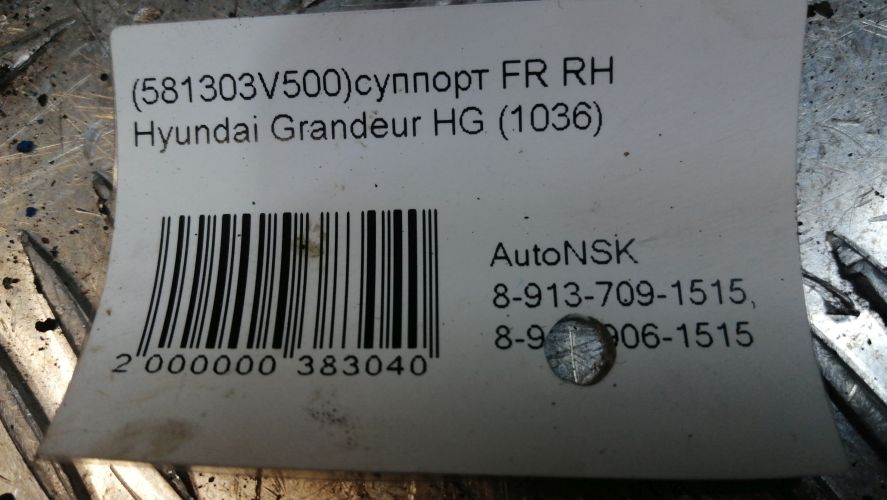 (581303V500)суппорт FR RH
Hyundai Grandeur HG (1036)
AutoNSK
8-913-709-1515,
2 000000 383040